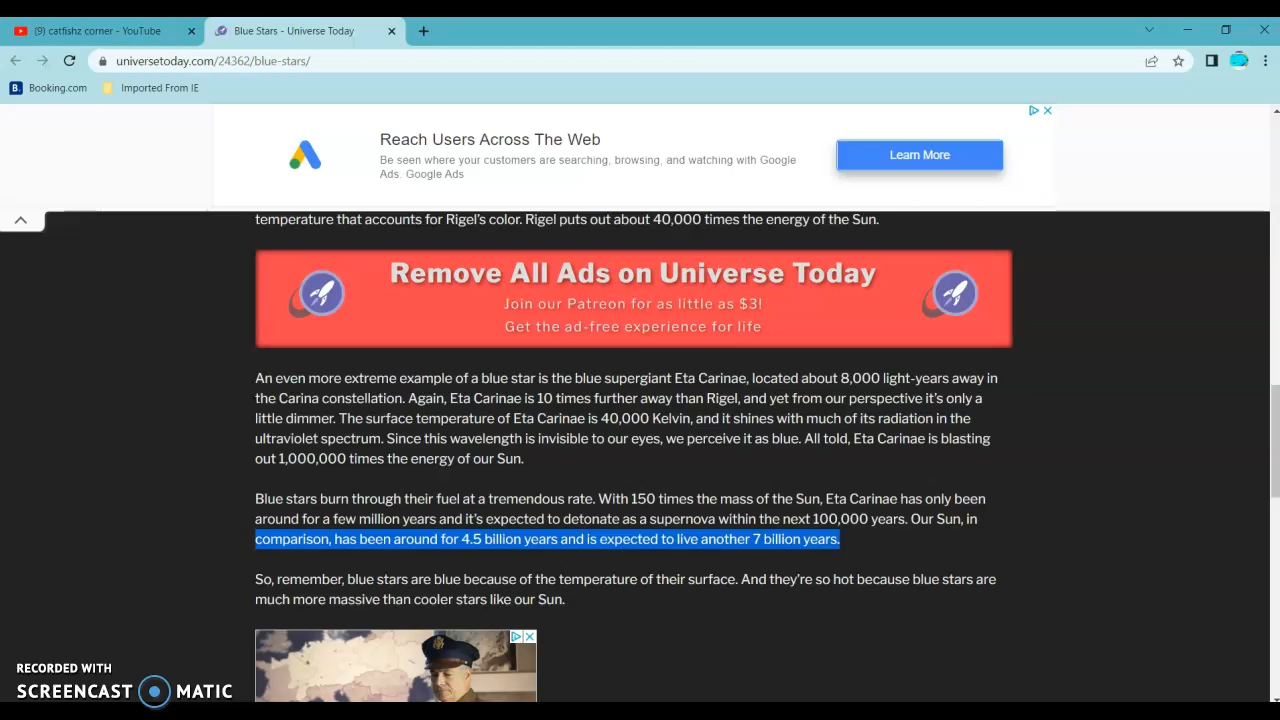 (9) catfishz corner - YouTube
Blue Stars - Universe Today
universetoday.com/24362/blue-stars/
B. Booking.com
Imported From IE
Reach Users Across The Web
Be seen where your customers are searching, browsing, and watching with Google
Ads. Google Ads
Learn More
temperature that accounts for Rigel's color. Rigel puts out about 40,000 times the energy of the Sun.
Remove All Ads on Universe Today
Join our Patreon for as little as $3!
Get the ad-free experience for life
An even more extreme example of a blue star is the blue supergiant Eta Carinae, located about 8,000 light-years away in
the Carina constellation. Again, Eta Carinae is 10 times further away than Rigel, and yet from our perspective it's only a
little dimmer. The surface temperature of Eta Carinae is 40,000 Kelvin, and it shines with much of its radiation in the
ultraviolet spectrum. Since this wavelength is invisible to our eyes, we perceive it as blue. All told, Eta Carinae is blasting
out 1,000,000 times the energy of our Sun.
Blue stars burn through their fuel at a tremendous rate. With 150 times the mass of the Sun, Eta Carinae has only been
around for a few million years and it's expected to detonate as a supernova within the next 100,000 years. Our Sun, in
comparison, has been around for 4.5 billion years and is expected to live another 7 billion years.
So, remember, blue stars are blue because of the temperature of their surface. And they're so hot because blue stars are
much more massive than cooler stars like our Sun.
RECORDED WITH
SCREENCAST MATIC